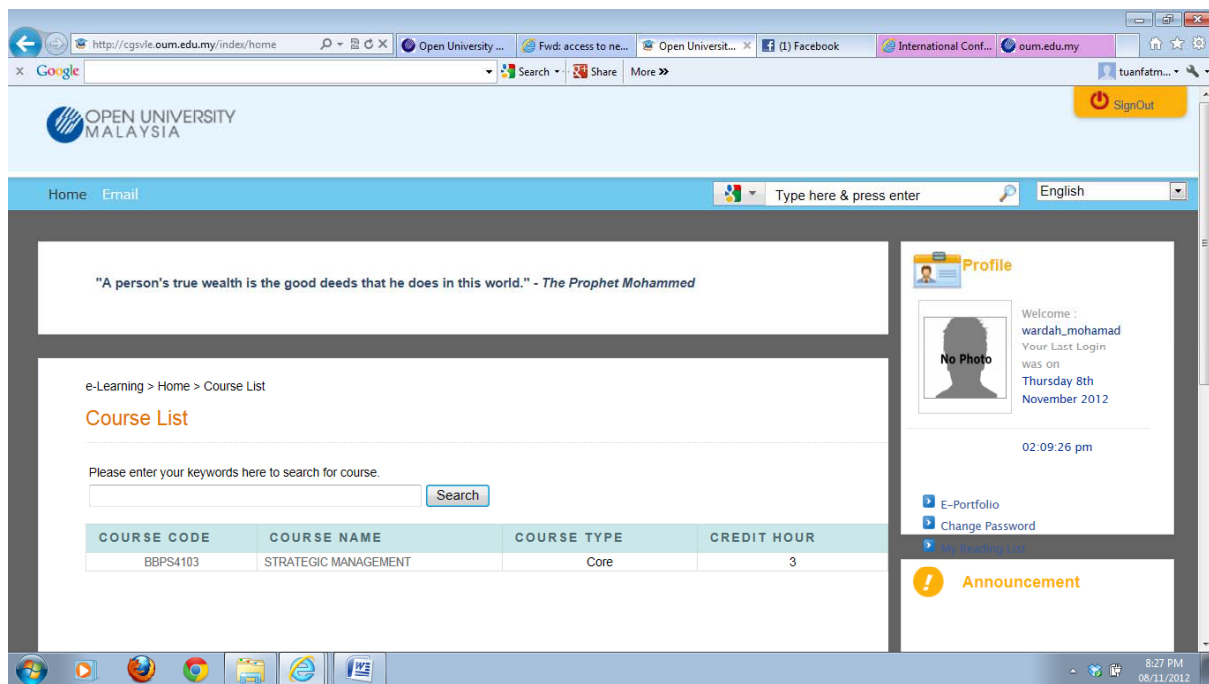 http://cgsvle.oum.edu.my/index/home
Open University ...
Fwd: access to ne...
Open Universit...
(1) Facebook
International Conf...
oum.edu.my
x Google
Search
Share
More »
tuanfatm...
OPEN UNIVERSITY
MALAYSIA
SignOut
Home Email
Type here & press enter
English
"A person's true wealth is the good deeds that he does in this world." - The Prophet Mohammed
Profile
No Photo
Welcome :
wardah_mohamad
Your Last Login
was on
Thursday 8th
November 2012
02:09:26 pm
E-Portfolio
Change Password
My Reading List
e-Learning > Home > Course List
Course List
Please enter your keywords here to search for course.
Search
COURSE CODE COURSE NAME COURSE TYPE CREDIT HOUR
BBPS4103 STRATEGIC MANAGEMENT Core 3
Announcement
8:27 PM
08/11/2012